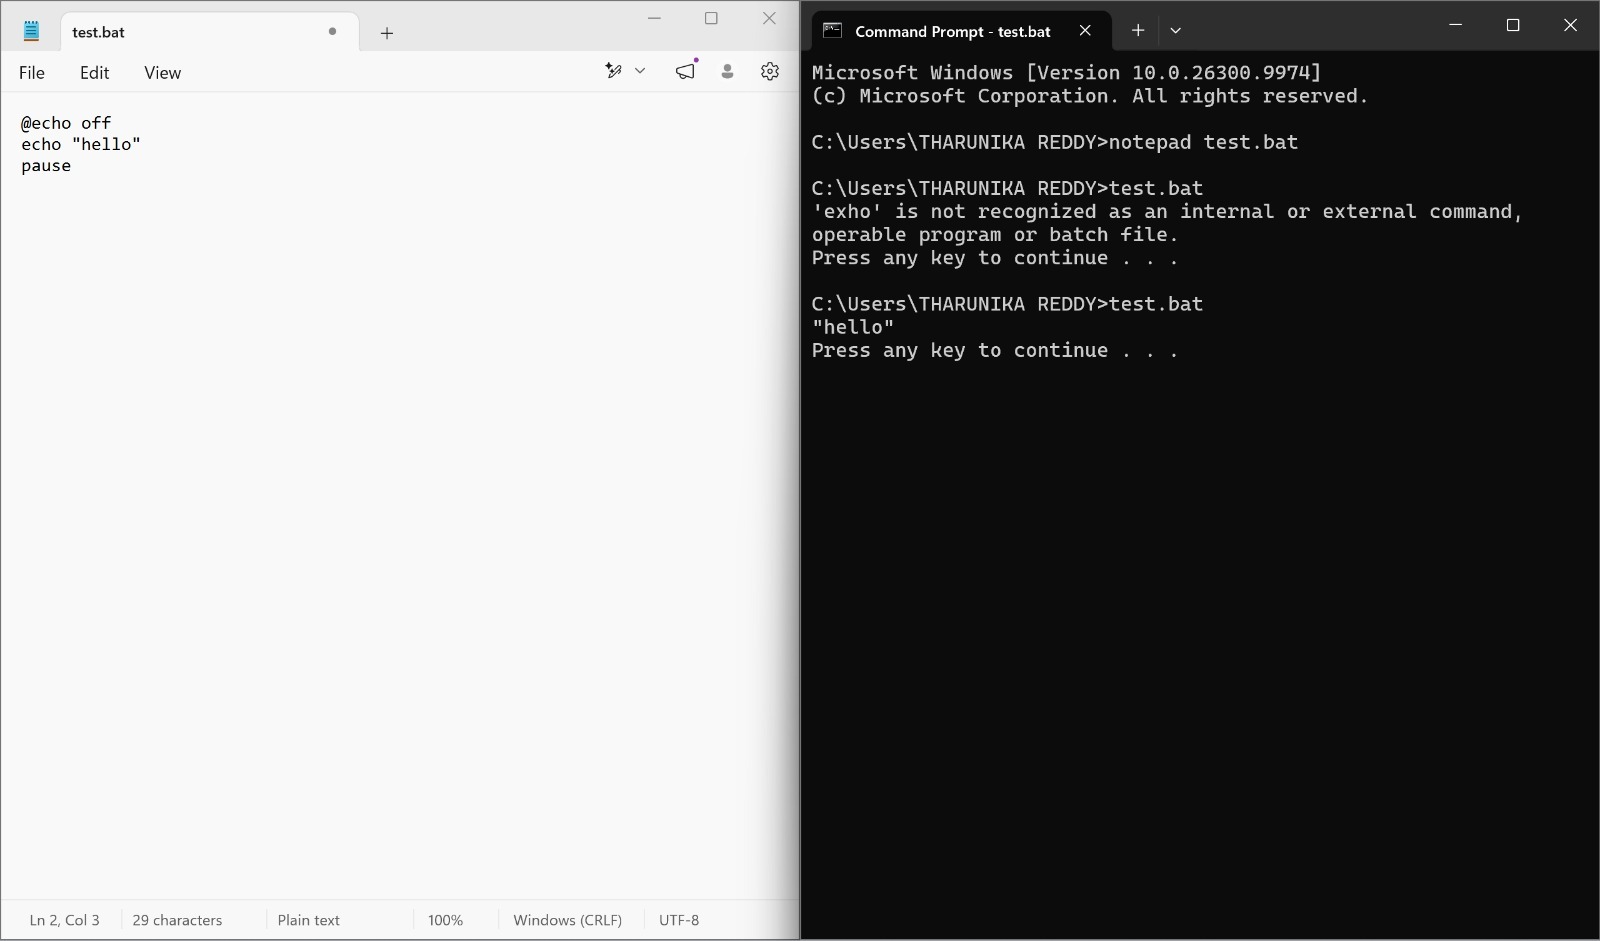 test.bat
File Edit View
@echo off
echo "hello"
pause
Ln 2, Col 3 29 characters Plain text 100% Windows (CRLF) UTF-8
Command Prompt - test.bat
Microsoft Windows [Version 10.0.26300.9974]
(c) Microsoft Corporation. All rights reserved.
C:\Users\THARUNIKA REDDY>notepad test.bat
C:\Users\THARUNIKA REDDY>test.bat
'exho' is not recognized as an internal or external command,
operable program or batch file.
Press any key to continue . . .
C:\Users\THARUNIKA REDDY>test.bat
"hello"
Press any key to continue . . .